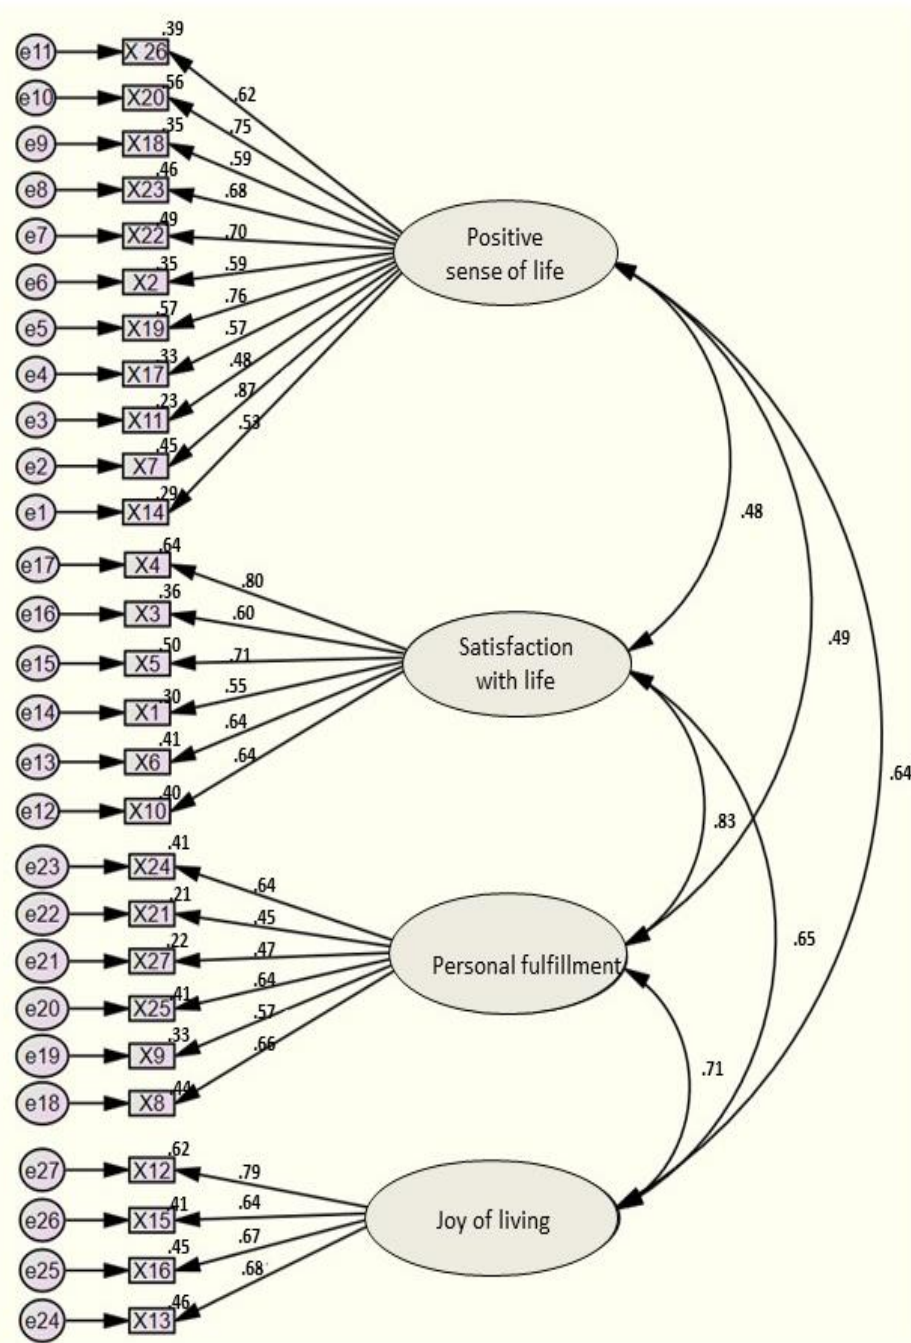 .39
e11 X 26
.62
.56
e10 X20
.75
.35
e9 X18
.59
.46
e8 X23
.68
.49
e7 X22
.70
.35
e6 X2
.59
.57
e5 X19
.76
.33
e4 X17
.57
.23
e3 X11
.48
.45
e2 X7
.87
.29
e1 X14
.53
Positive
sense of life
.64
e17 X4
.80
.36
e16 X3
.60
.50
e15 X5
.71
.30
e14 X1
.55
.41
e13 X6
.64
.40
e12 X10
.64
Satisfaction
with life
.41
e23 X24
.64
.21
e22 X21
.45
.22
e21 X27
.47
.41
e20 X25
.64
.33
e19 X9
.57
.44
e18 X8
.66
Personal fulfillment
.62
e27 X12
.79
.41
e26 X15
.64
.45
e25 X16
.67
.46
e24 X13
.68
Joy of living
.48
.49
.64
.83
.65
.71